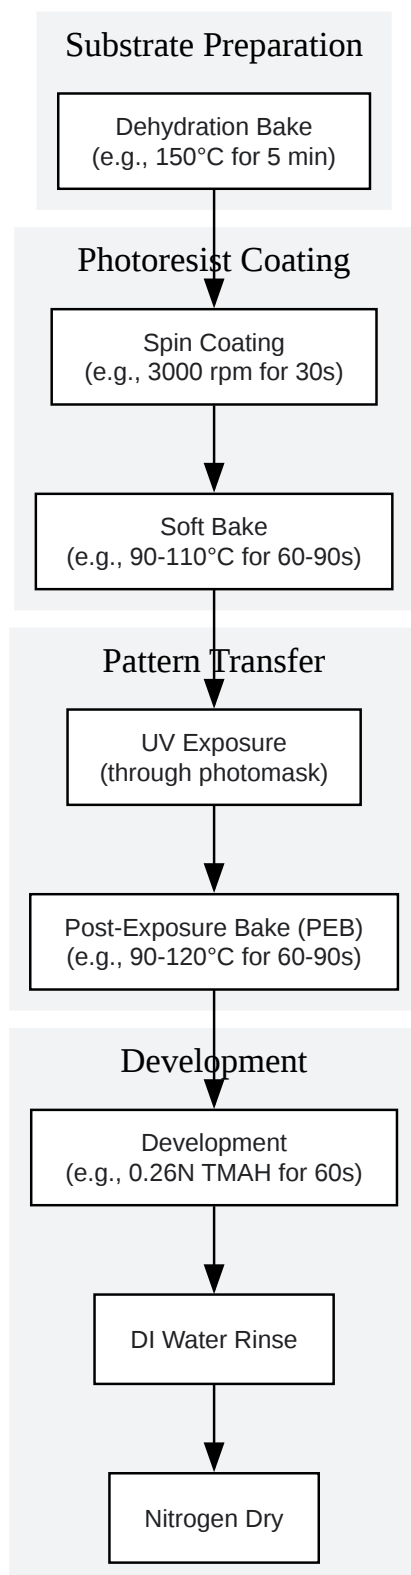 Substrate Preparation
Dehydration Bake
(e.g., 150°C for 5 min)
Photoresist Coating
Spin Coating
(e.g., 3000 rpm for 30s)
Soft Bake
(e.g., 90-110°C for 60-90s)
Pattern Transfer
UV Exposure
(through photomask)
Post-Exposure Bake (PEB)
(e.g., 90-120°C for 60-90s)
Development
Development
(e.g., 0.26N TMAH for 60s)
DI Water Rinse
Nitrogen Dry